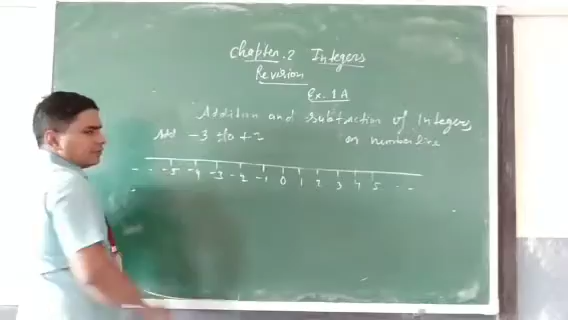 Chapter.2 Integers
Revision
Ex. 1A
Addition and subtraction of Integers
on number line
Add -3 to +2
-5 -4 -3 -2 -1 0 1 2 3 4 5